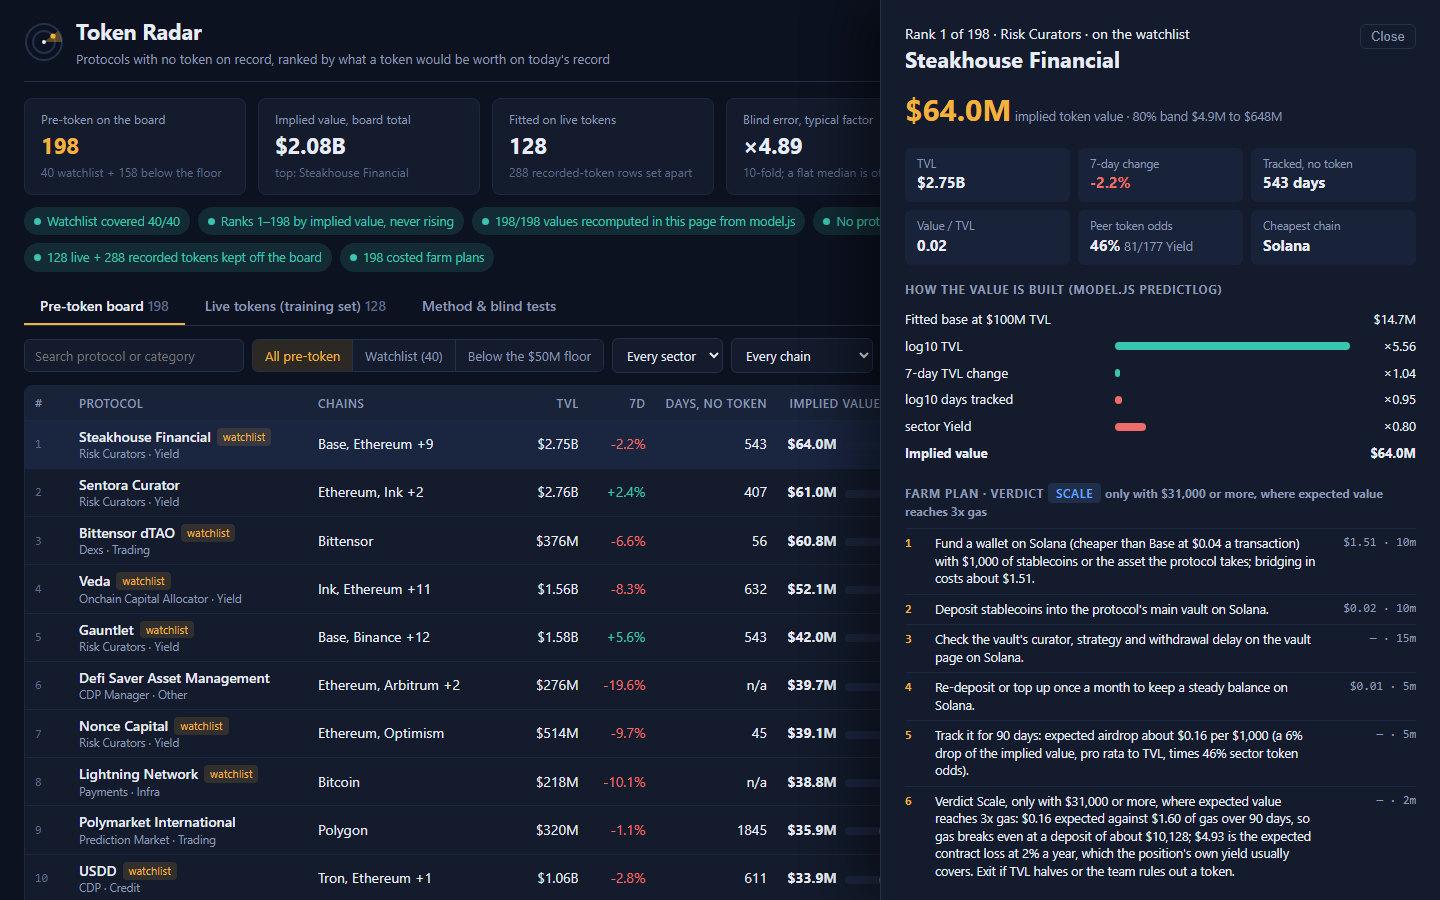 Token Radar
Protocols with no token on record, ranked by what a token would be worth on today's record
Pre-token on the board
198
40 watchlist + 158 below the floor
Implied value, board total
$2.08B
top: Steakhouse Financial
Fitted on live tokens
128
288 recorded-token rows set apart
Blind error, typical factor
×4.89
10-fold; a flat median is of
Watchlist covered 40/40
Ranks 1–198 by implied value, never rising
198/198 values recomputed in this page from model.js
No prot
128 live + 288 recorded tokens kept off the board
198 costed farm plans
Pre-token board 198
Live tokens (training set) 128
Method & blind tests
Search protocol or category
All pre-token
Watchlist (40)
Below the $50M floor
Every sector
Every chain
# PROTOCOL CHAINS TVL 7D DAYS, NO TOKEN IMPLIED VALUE
1 Steakhouse Financial watchlist Base, Ethereum +9 $2.75B -2.2% 543 $64.0M
Risk Curators · Yield
2 Sentora Curator Ethereum, Ink +2 $2.76B +2.4% 407 $61.0M
Risk Curators · Yield
3 Bittensor dTAO watchlist Bittensor $376M -6.6% 56 $60.8M
Dexs · Trading
4 Veda watchlist Ink, Ethereum +11 $1.56B -8.3% 632 $52.1M
Onchain Capital Allocator · Yield
5 Gauntlet watchlist Base, Binance +12 $1.58B +5.6% 543 $42.0M
Risk Curators · Yield
6 Defi Saver Asset Management Ethereum, Arbitrum +2 $276M -19.6% n/a $39.7M
CDP Manager · Other
7 Nonce Capital watchlist Ethereum, Optimism $514M -9.7% 45 $39.1M
Risk Curators · Yield
8 Lightning Network watchlist Bitcoin $218M -10.1% n/a $38.8M
Payments · Infra
9 Polymarket International Polygon $320M -1.1% 1845 $35.9M
Prediction Market · Trading
10 USDD watchlist Tron, Ethereum +1 $1.06B -2.8% 611 $33.9M
CDP · Credit
Rank 1 of 198 · Risk Curators · on the watchlist
Close
Steakhouse Financial
$64.0M implied token value · 80% band $4.9M to $648M
TVL
$2.75B
7-day change
-2.2%
Tracked, no token
543 days
Value / TVL
0.02
Peer token odds
46% 81/177 Yield
Cheapest chain
Solana
HOW THE VALUE IS BUILT (MODEL.JS PREDICTLOG)
Fitted base at $100M TVL $14.7M
log10 TVL ×5.56
7-day TVL change ×1.04
log10 days tracked ×0.95
sector Yield ×0.80
Implied value $64.0M
FARM PLAN · VERDICT SCALE only with $31,000 or more, where expected value
reaches 3x gas
1 Fund a wallet on Solana (cheaper than Base at $0.04 a transaction) $1.51 · 10m
with $1,000 of stablecoins or the asset the protocol takes; bridging in
costs about $1.51.
2 Deposit stablecoins into the protocol's main vault on Solana. $0.02 · 10m
3 Check the vault's curator, strategy and withdrawal delay on the vault — · 15m
page on Solana.
4 Re-deposit or top up once a month to keep a steady balance on $0.01 · 5m
Solana.
5 Track it for 90 days: expected airdrop about $0.16 per $1,000 (a 6% — · 5m
drop of the implied value, pro rata to TVL, times 46% sector token
odds).
6 Verdict Scale, only with $31,000 or more, where expected value — · 2m
reaches 3x gas: $0.16 expected against $1.60 of gas over 90 days, so
gas breaks even at a deposit of about $10,128; $4.93 is the expected
contract loss at 2% a year, which the position's own yield usually
covers. Exit if TVL halves or the team rules out a token.